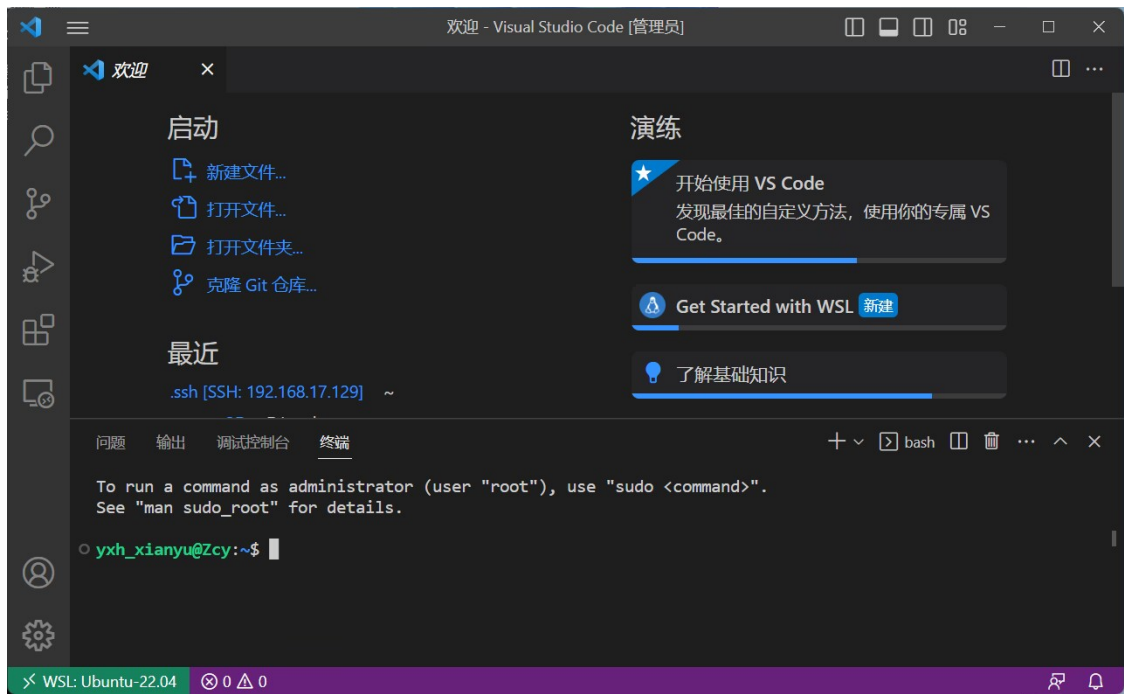 欢迎 - Visual Studio Code [管理员]
欢迎
启动
新建文件...
打开文件...
打开文件夹...
克隆 Git 仓库...
最近
.ssh [SSH: 192.168.17.129] ~
演练
开始使用 VS Code
发现最佳的自定义方法，使用你的专属 VS
Code。
Get Started with WSL 新建
了解基础知识
问题 输出 调试控制台 终端 bash
To run a command as administrator (user "root"), use "sudo <command>".
See "man sudo_root" for details.
yxh_xianyu@Zcy:~$
WSL: Ubuntu-22.04 0 0